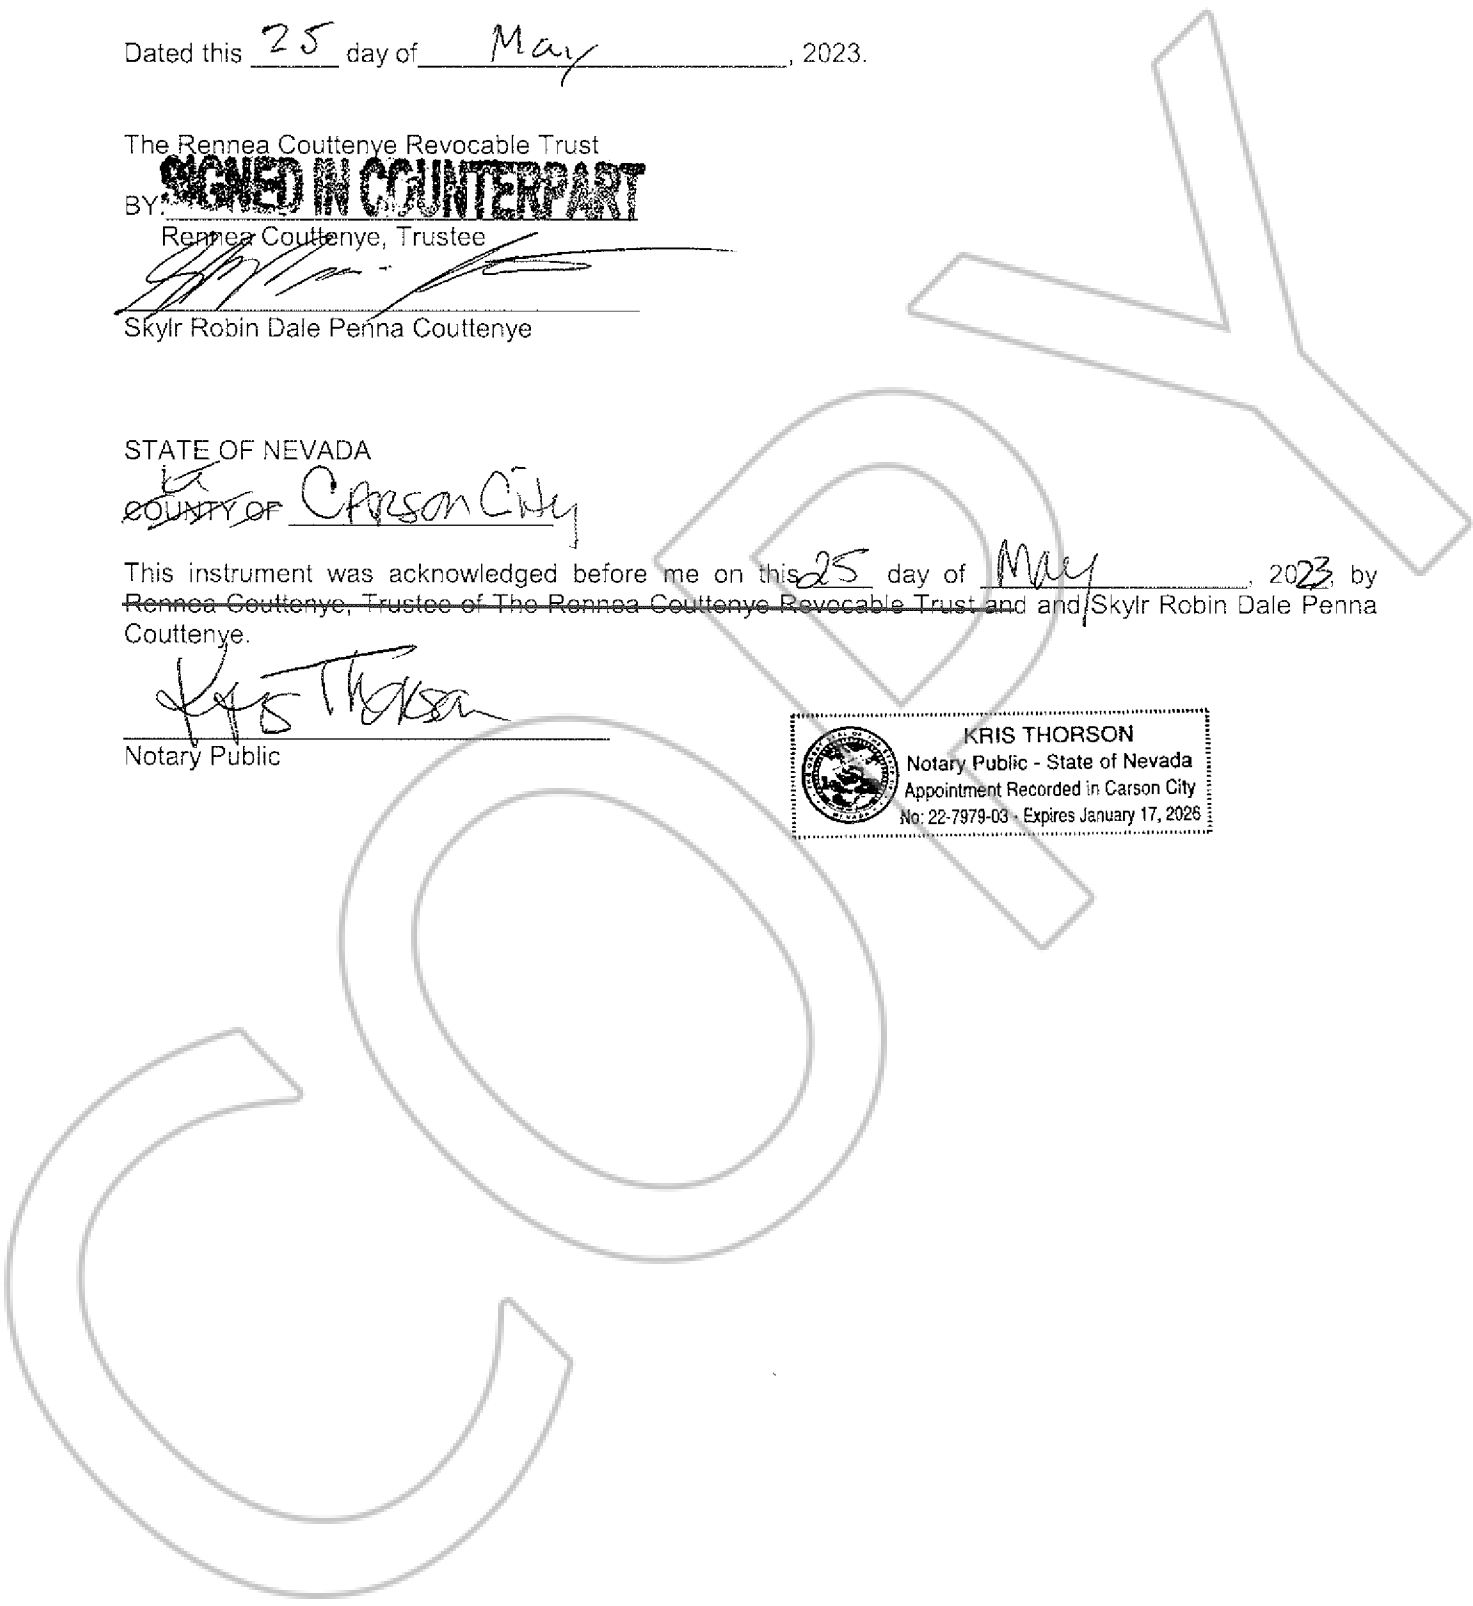 Dated this 25 day of May, 2023.
The Rennea Couttenye Revocable Trust
SIGNED IN COUNTERPART
BY:
Rennea Couttenye, Trustee
Skylr Robin Dale Penna Couttenye
STATE OF NEVADA
COUNTY OF Carson City
This instrument was acknowledged before me on this 25 day of May, 2023, by
Rennea Couttenye, Trustee of The Rennea Couttenye Revocable Trust and and Skylr Robin Dale Penna
Couttenye.
Kris Thorson
Notary Public
KRIS THORSON
Notary Public - State of Nevada
Appointment Recorded in Carson City
No: 22-7979-03 - Expires January 17, 2026
COPY